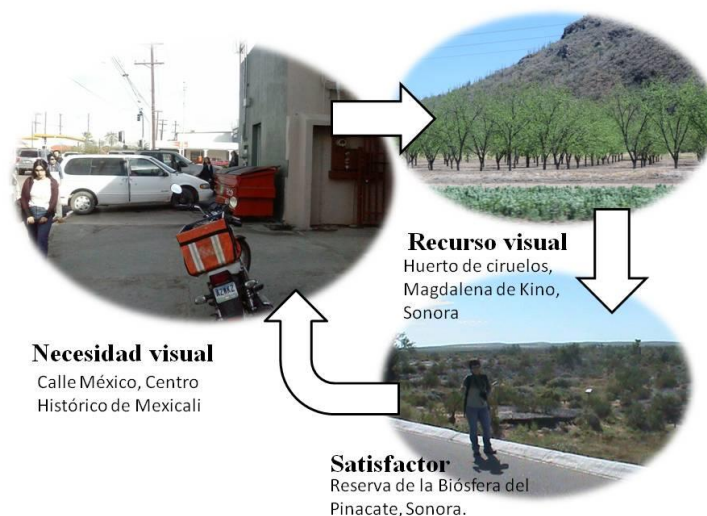 Recurso visual
Huerto de ciruelos,
Magdalena de Kino,
Sonora
Necesidad visual
Calle México, Centro
Histórico de Mexicali
Satisfactor
Reserva de la Biósfera del
Pinacate, Sonora.